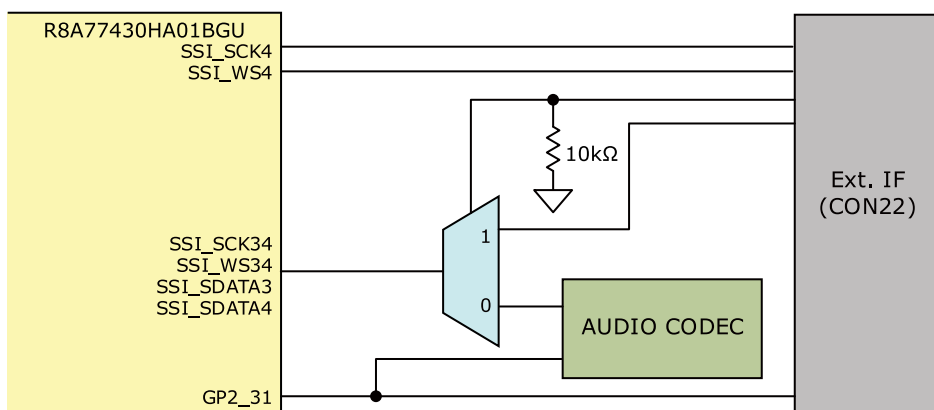 R8A77430HA01BGU
SSI_SCK4
SSI_WS4
10kΩ
Ext. IF
(CON22)
1
SSI_SCK34
SSI_WS34
SSI_SDATA3
SSI_SDATA4
0
AUDIO CODEC
GP2_31